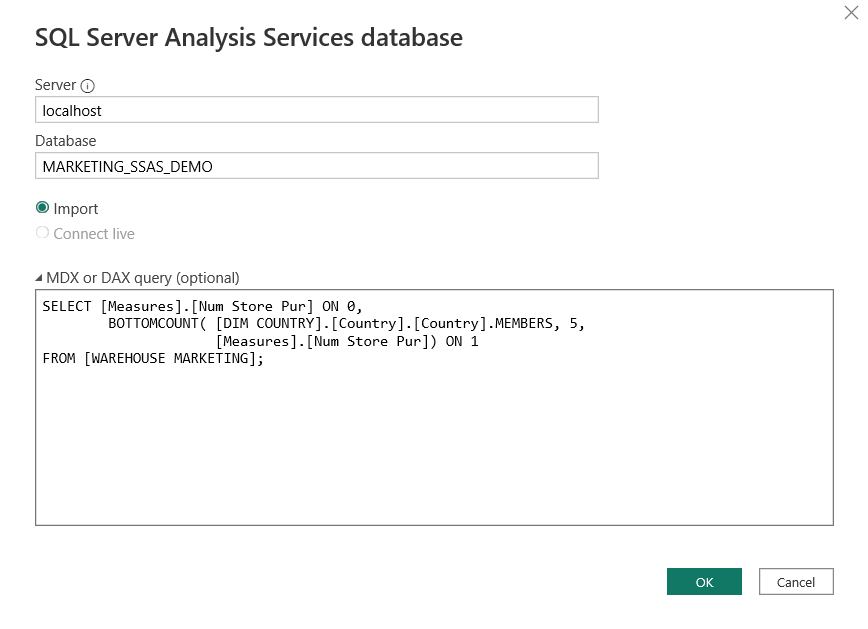 SQL Server Analysis Services database
Server
localhost
Database
MARKETING_SSAS_DEMO
Import
Connect live
MDX or DAX query (optional)
SELECT [Measures].[Num Store Pur] ON 0,
BOTTOMCOUNT( [DIM COUNTRY].[Country].[Country].MEMBERS, 5,
[Measures].[Num Store Pur]) ON 1
FROM [WAREHOUSE MARKETING];
OK Cancel